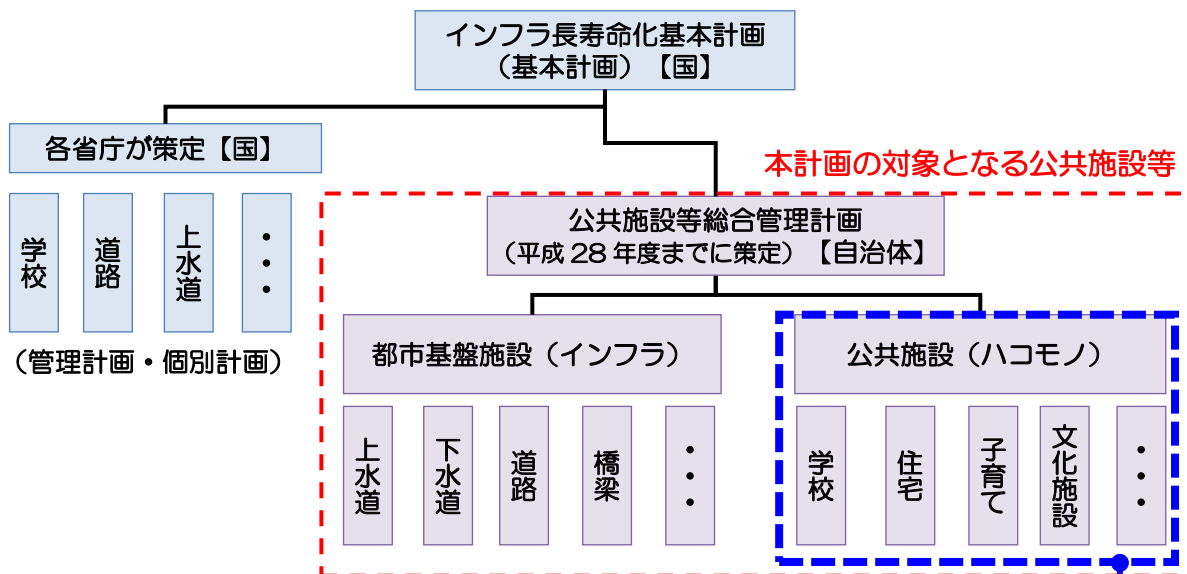 インフラ長寿命化基本計画
（基本計画）【国】
各省庁が策定【国】
学校
道路
上水道
・・・
（管理計画・個別計画）
本計画の対象となる公共施設等
公共施設等総合管理計画
（平成 28 年度までに策定）【自治体】
都市基盤施設（インフラ）
上水道
下水道
道路
橋梁
・・・
公共施設（ハコモノ）
学校
住宅
子育て
文化施設
・・・